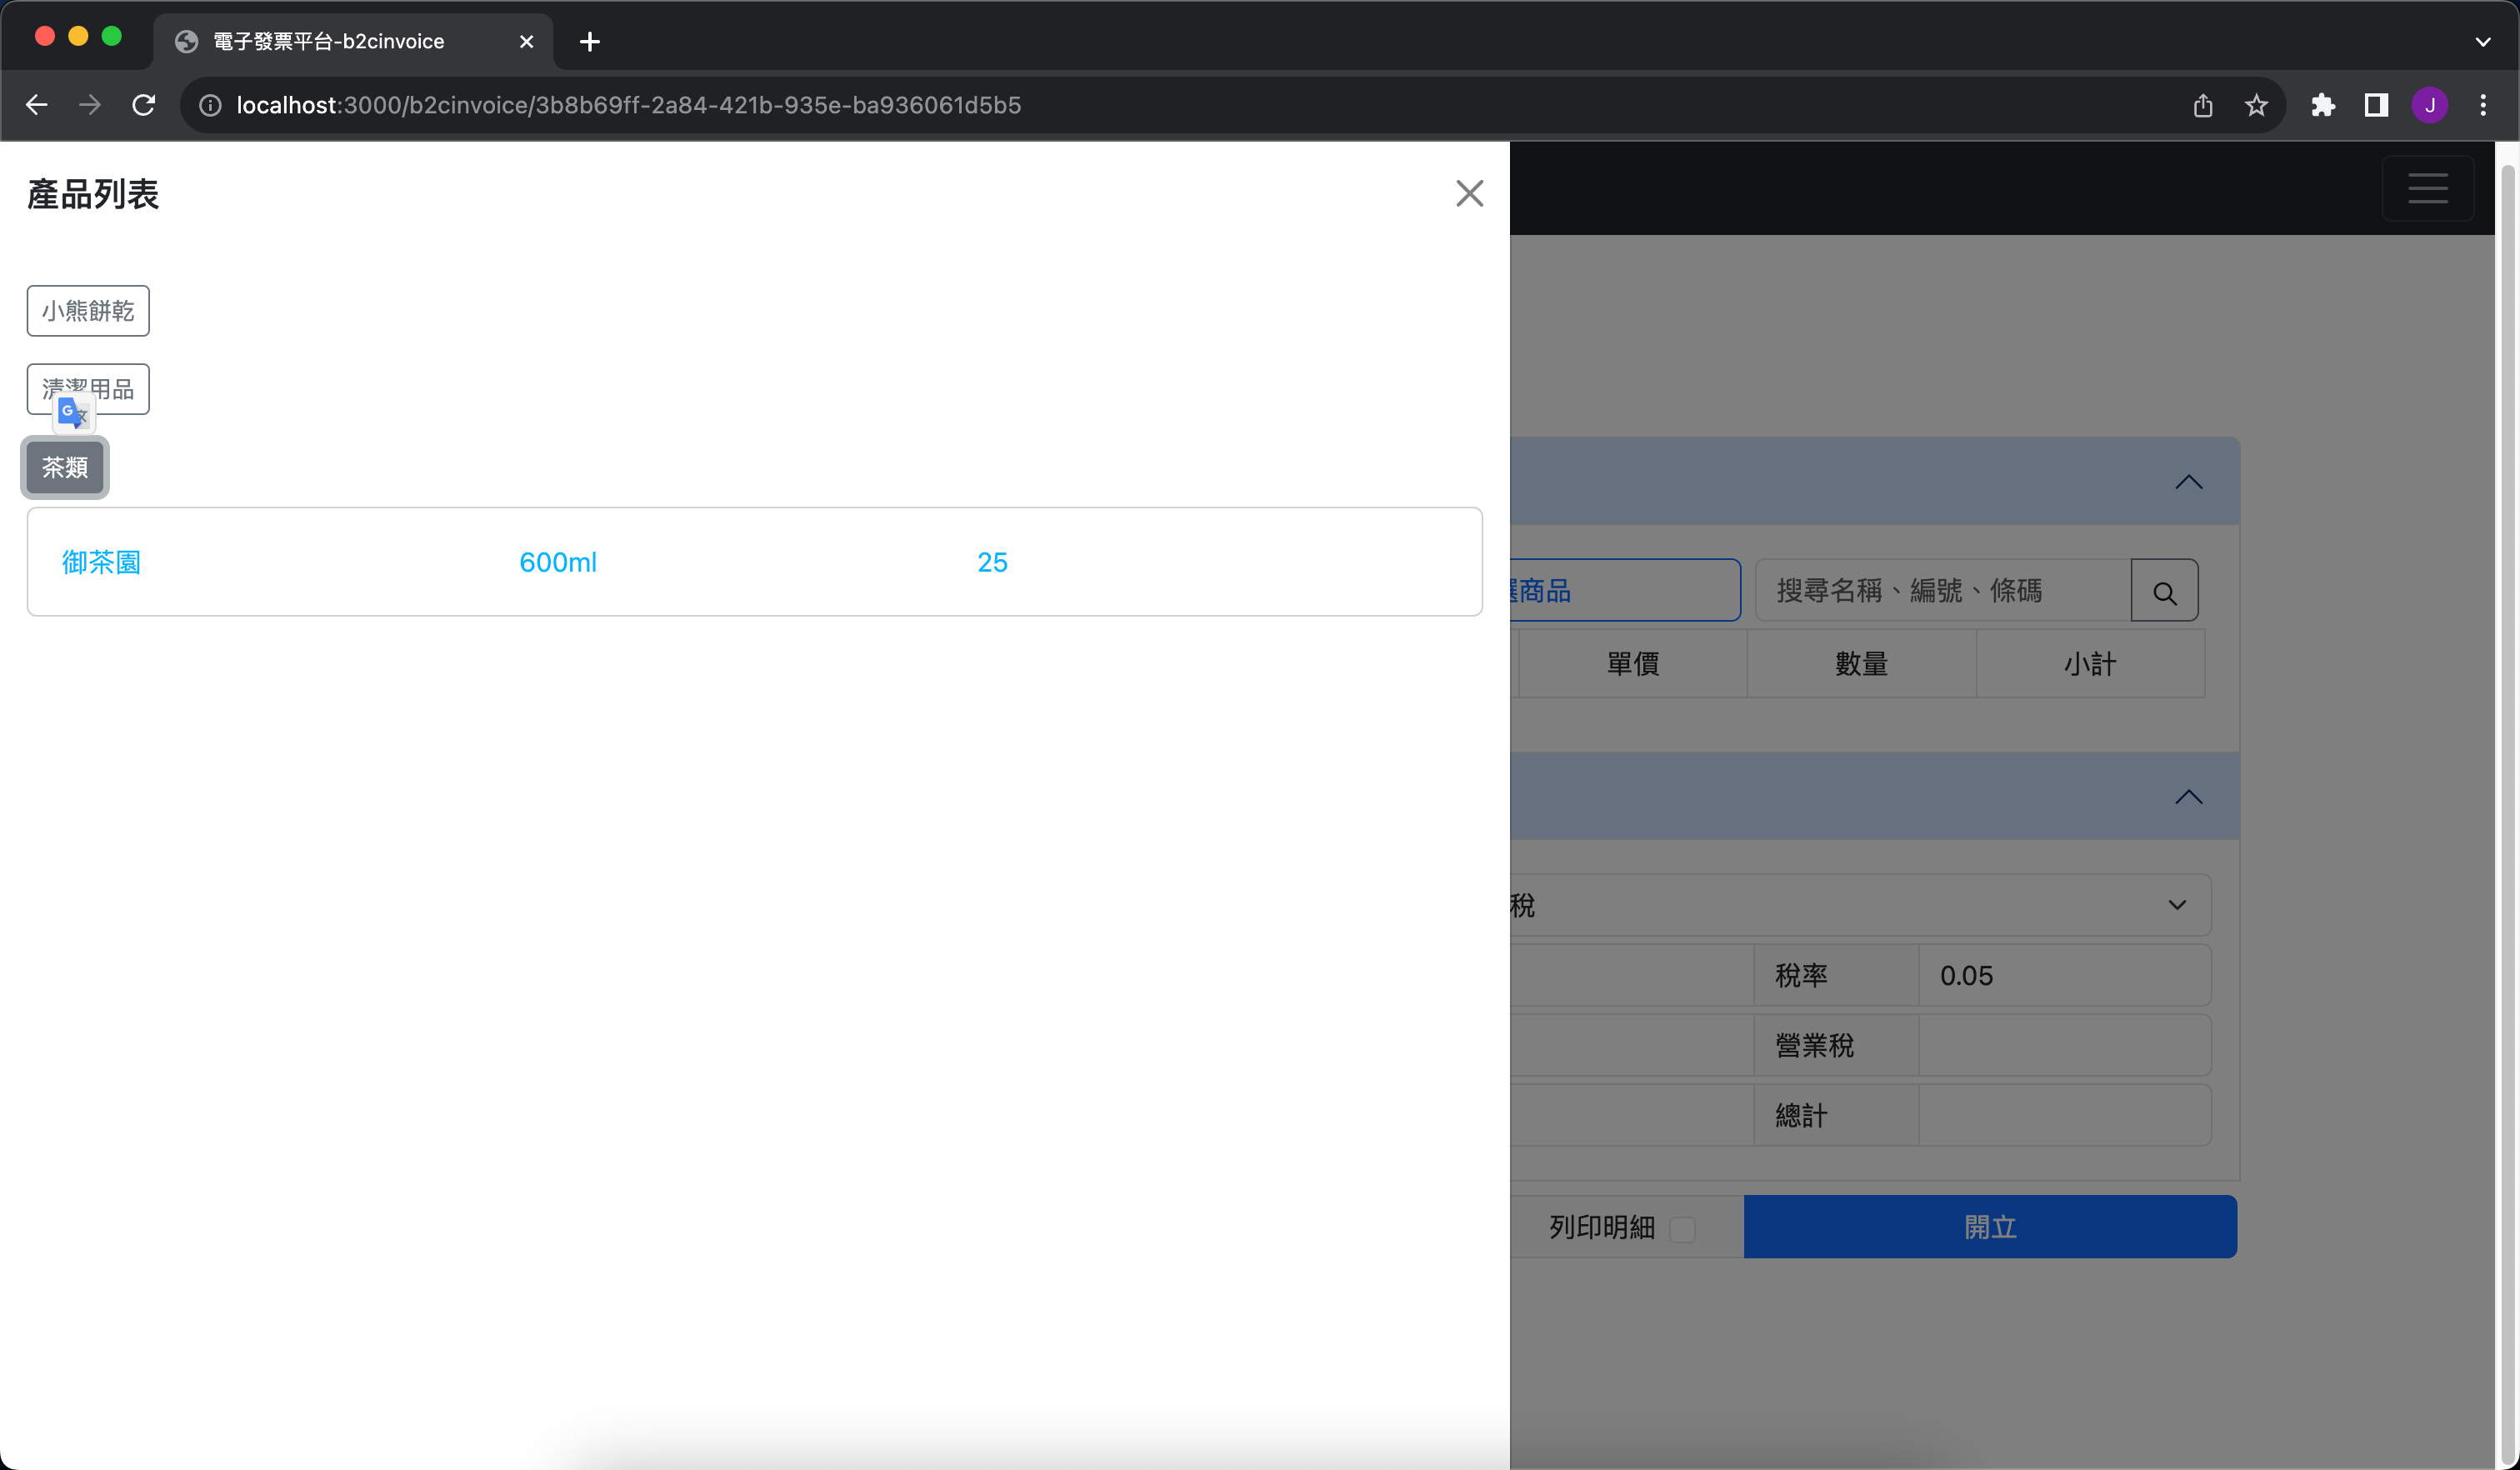 電子發票平台-b2cinvoice
localhost:3000/b2cinvoice/3b8b69ff-2a84-421b-935e-ba936061d5b5
J
產品列表
小熊餅乾
清潔用品
G 文
茶類
御茶園 600ml 25
商品 搜尋名稱、編號、條碼
單價 數量 小計
稅
稅率 0.05
營業稅
總計
列印明細 開立